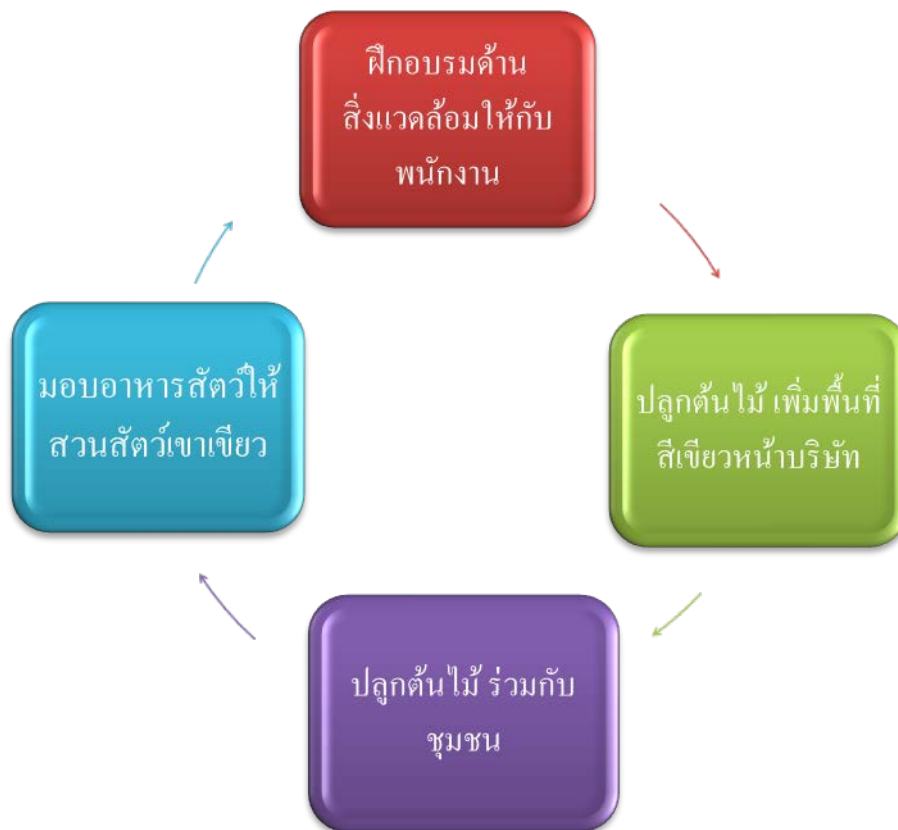 ฝึกอบรมด้าน
สิ่งแวดล้อมให้กับ
พนักงาน
ปลูกต้นไม้ เพิ่มพื้นที่
สีเขียวหน้าบริษัท
ปลูกต้นไม้ ร่วมกับ
ชุมชน
มอบอาหารสัตว์ให้
สวนสัตว์เขาเขียว